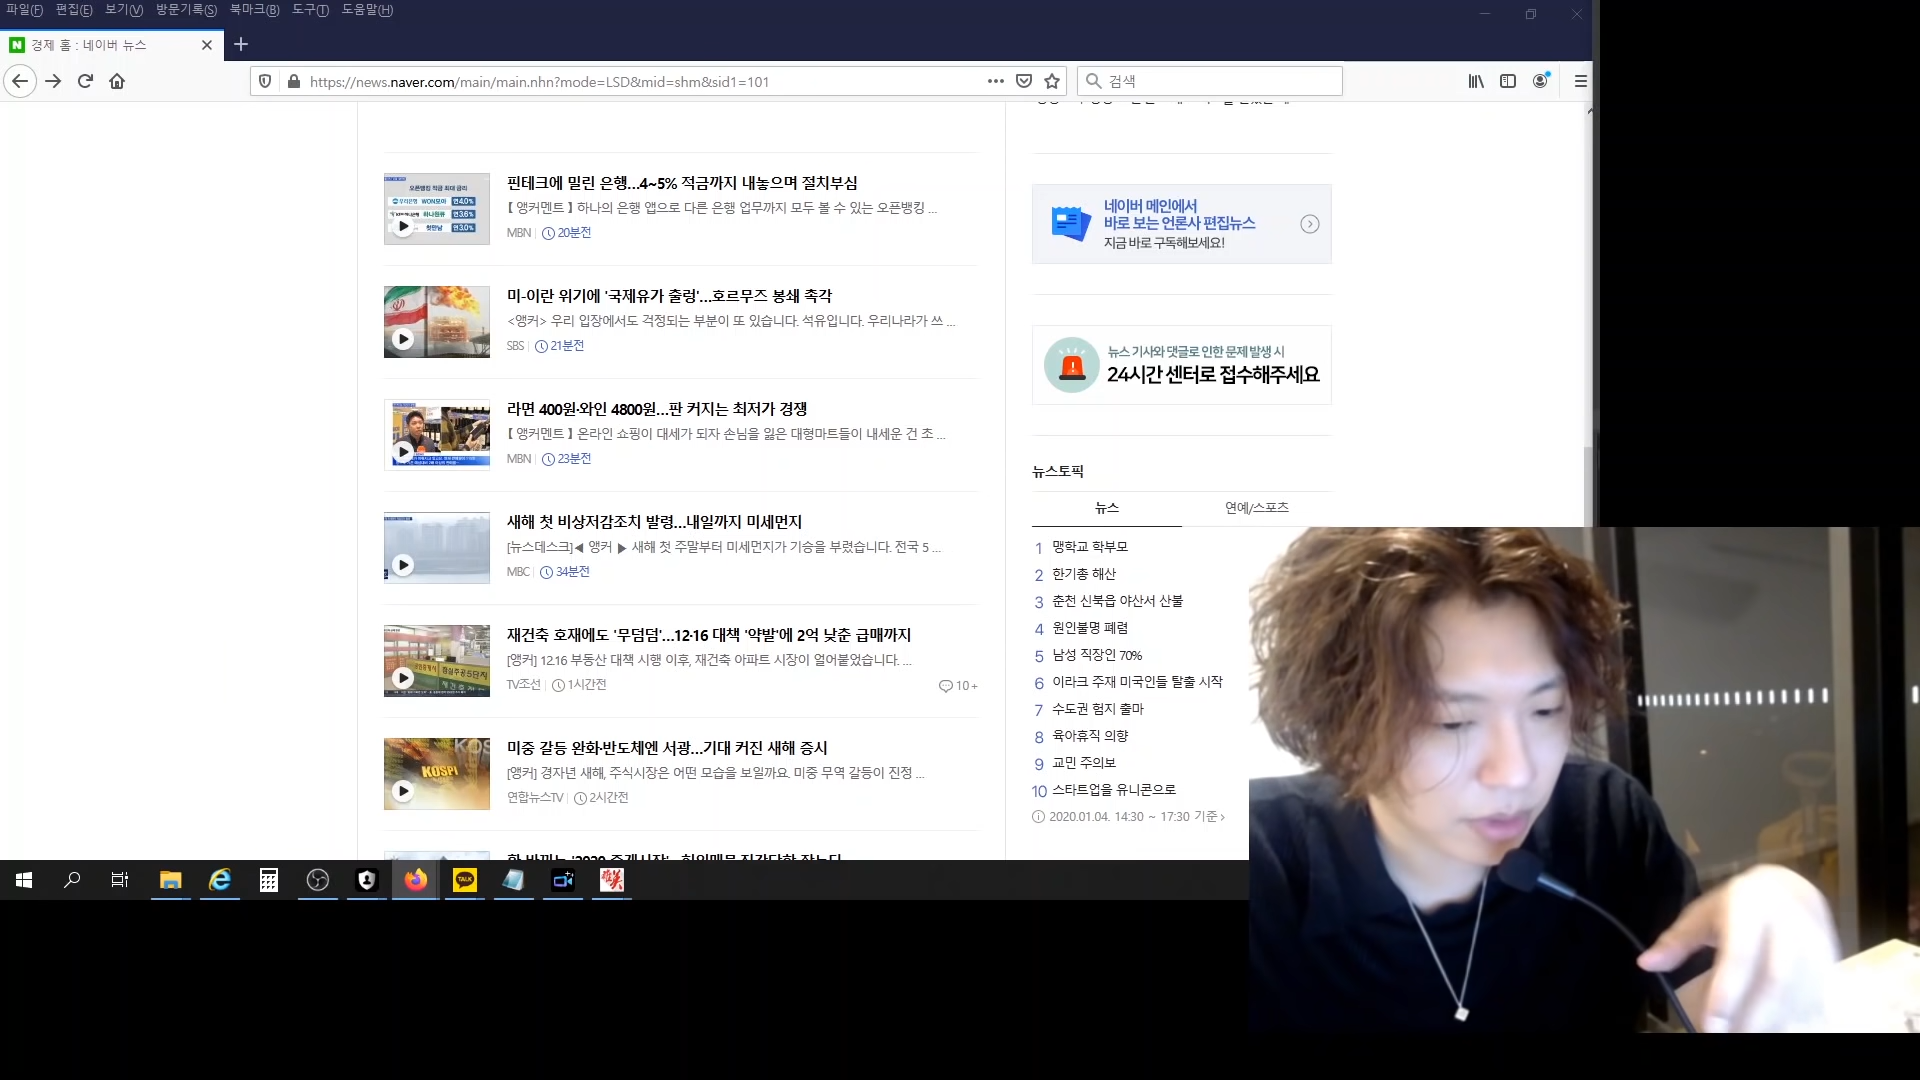 파일(F) 편집(E) 보기(V) 방문기록(S) 북마크(B) 도구(T) 도움말(H)
경제 홈 : 네이버 뉴스
https://news.naver.com/main/main.nhn?mode=LSD&mid=shm&sid1=101
검색
핀테크에 밀린 은행…4~5% 적금까지 내놓으며 절치부심
【 앵커멘트 】 하나의 은행 앱으로 다른 은행 업무까지 모두 볼 수 있는 오픈뱅킹 ...
MBN 20분전
미-이란 위기에 '국제유가 출렁'…호르무즈 봉쇄 촉각
<앵커> 우리 입장에서도 걱정되는 부분이 또 있습니다. 석유입니다. 우리나라가 쓰 ...
SBS 21분전
라면 400원·와인 4800원…판 커지는 최저가 경쟁
【 앵커멘트 】 온라인 쇼핑이 대세가 되자 손님을 잃은 대형마트들이 내세운 건 초 ...
MBN 23분전
새해 첫 비상저감조치 발령…내일까지 미세먼지
[뉴스데스크]◀ 앵커 ▶ 새해 첫 주말부터 미세먼지가 기승을 부렸습니다. 전국 5 ...
MBC 34분전
재건축 호재에도 '무덤덤'…12·16 대책 '약발'에 2억 낮춘 급매까지
[앵커] 12.16 부동산 대책 시행 이후, 재건축 아파트 시장이 얼어붙었습니다. ...
TV조선 1시간전 10+
KOSPI
미중 갈등 완화·반도체엔 서광…기대 커진 새해 증시
[앵커] 경자년 새해, 주식시장은 어떤 모습을 보일까요. 미중 무역 갈등이 진정 ...
연합뉴스TV 2시간전
네이버 메인에서
바로 보는 언론사 편집뉴스
지금 바로 구독해보세요!
뉴스 기사와 댓글로 인한 문제 발생 시
24시간 센터로 접수해주세요
뉴스토픽
뉴스 연예/스포츠
1 맹학교 학부모
2 한기총 해산
3 춘천 신북읍 야산서 산불
4 원인불명 폐렴
5 남성 직장인 70%
6 이라크 주재 미국인들 탈출 시작
7 수도권 험지 출마
8 육아휴직 의향
9 교민 주의보
10 스타트업을 유니콘으로
2020.01.04. 14:30 ~ 17:30 기준
TALK